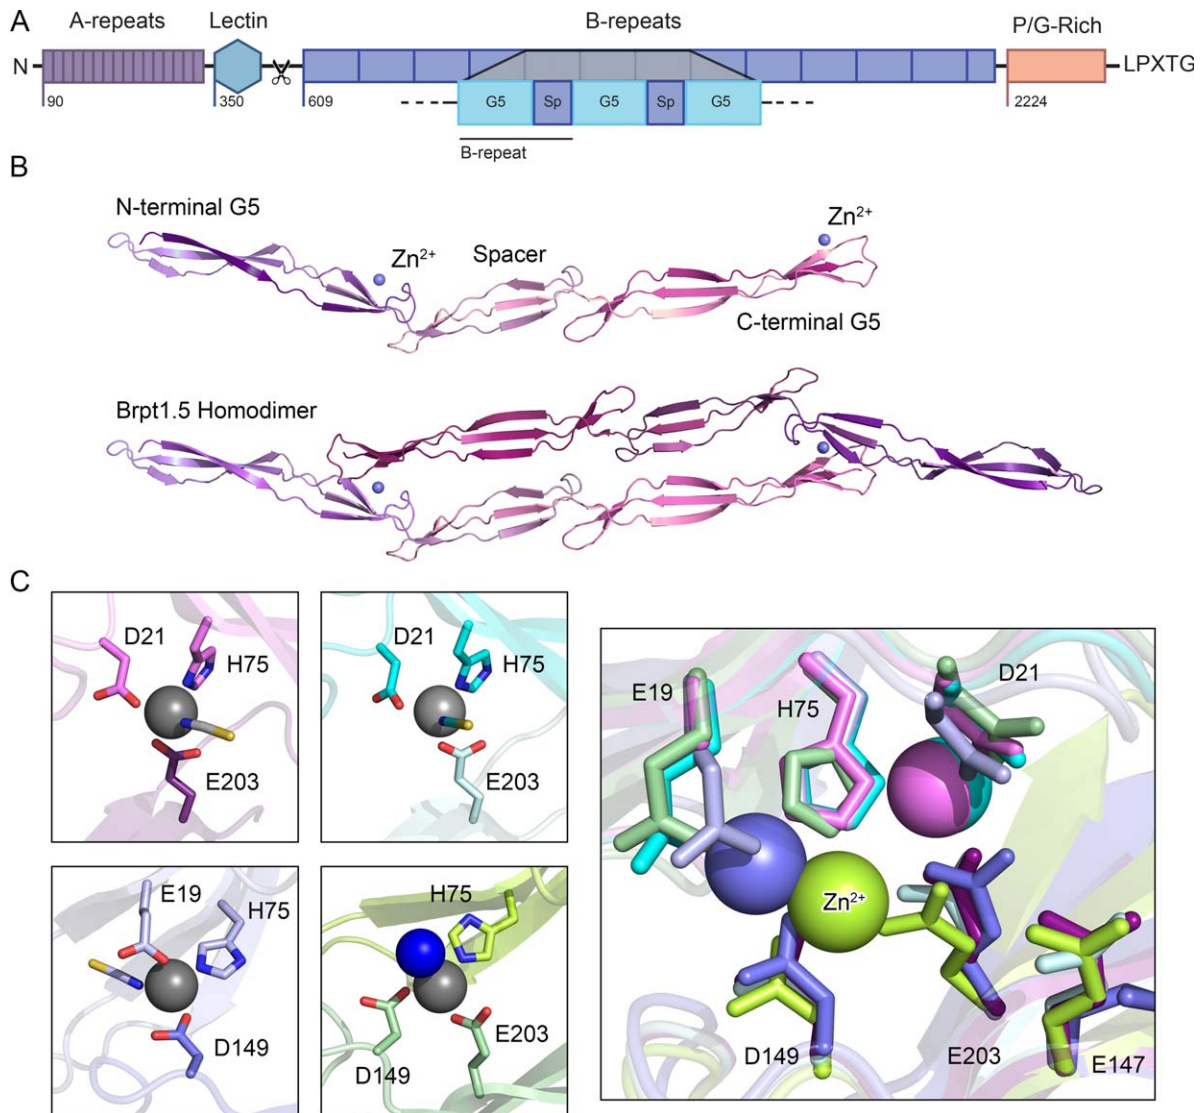 A
A-repeats
Lectin
B-repeats
P/G-Rich
N
LPXTG
90
350
609
2224
G5
Sp
G5
Sp
G5
B-repeat
B
N-terminal G5
Zn²⁺
Spacer
Zn²⁺
C-terminal G5
Brpt1.5 Homodimer
C
D21
H75
E203
D21
H75
E203
E19
H75
D149
H75
D149
E203
E19
H75
D21
Zn²⁺
D149
E203
E147